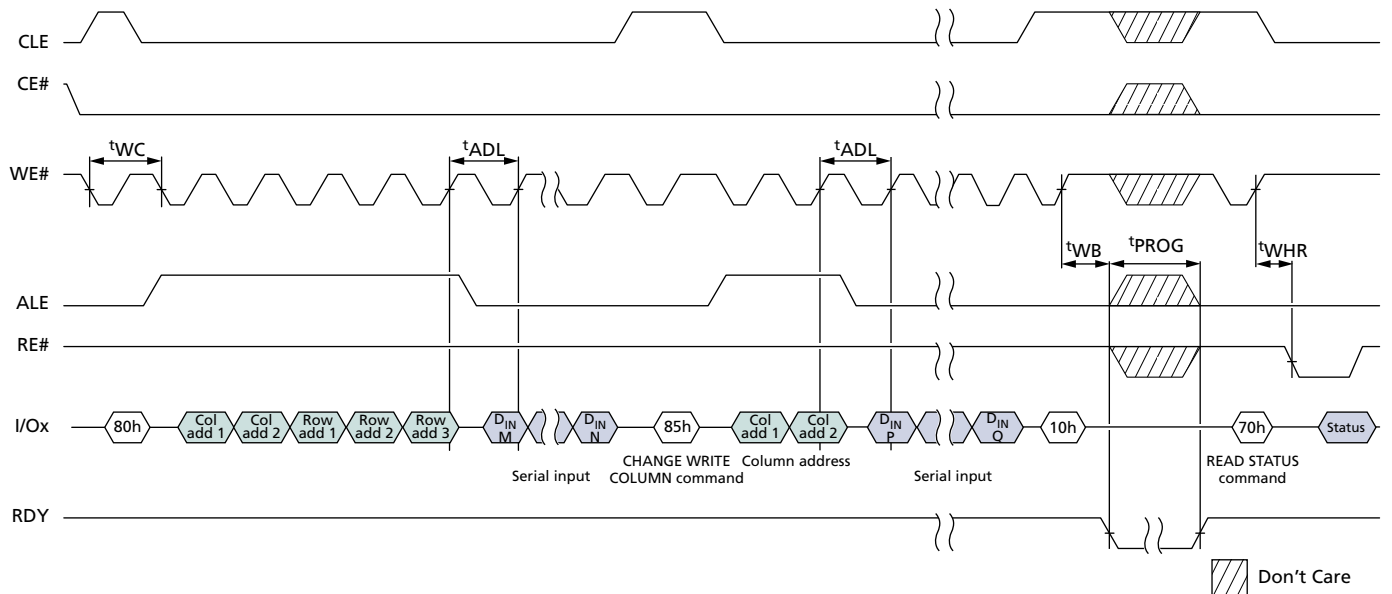 CLE
CE#
tWC
tADL
tADL
WE#
tWB
tPROG
tWHR
ALE
RE#
I/Ox
80h
Col add 1
Col add 2
Row add 1
Row add 2
Row add 3
DIN M
DIN N
85h
Col add 1
Col add 2
DIN P
DIN Q
10h
70h
Status
Serial input
CHANGE WRITE
COLUMN command
Column address
Serial input
READ STATUS
command
RDY
Don't Care